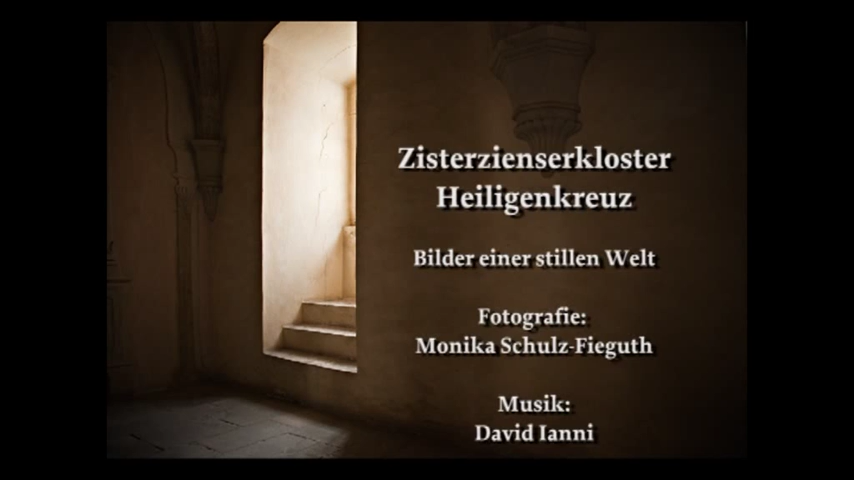 Zisterzienserkloster
Heiligenkreuz
Bilder einer stillen Welt
Fotografie:
Monika Schulz-Fieguth
Musik:
David Ianni